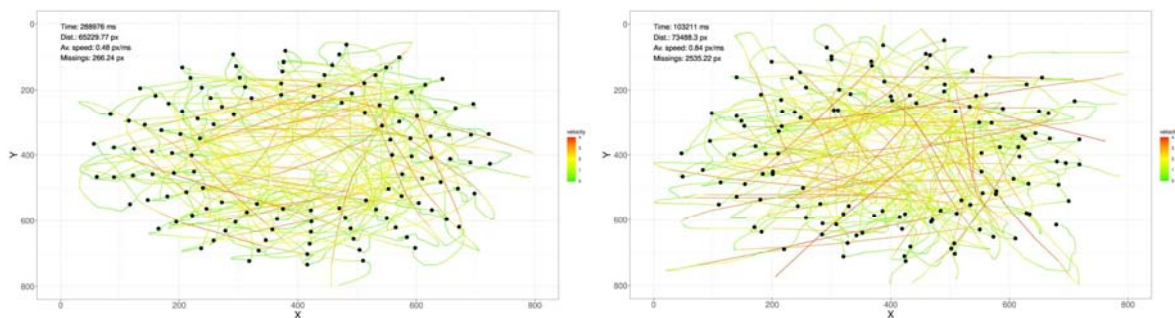 Time: 288976 ms
Dist.: 65229.77 px
Av. speed: 0.48 px/ms
Missings: 266.24 px
0
200
400
600
800
Y
0
200
400
600
800
X
velocity
Time: 103211 ms
Dist.: 73488.3 px
Av. speed: 0.84 px/ms
Missings: 2535.22 px
0
200
400
600
800
Y
0
200
400
600
800
X
velocity